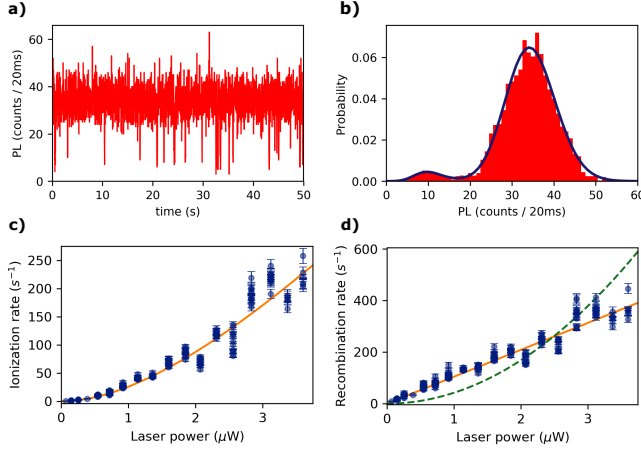 a)
PL (counts / 20ms)
60
40
20
0
0 10 20 30 40 50
time (s)
b)
Probability
0.06
0.04
0.02
0.00
0 10 20 30 40 50 60
PL (counts / 20ms)
c)
Ionization rate (s⁻¹)
250
200
150
100
50
0
0 1 2 3
Laser power (μW)
d)
Recombination rate (s⁻¹)
600
400
200
0
0 1 2 3
Laser power (μW)